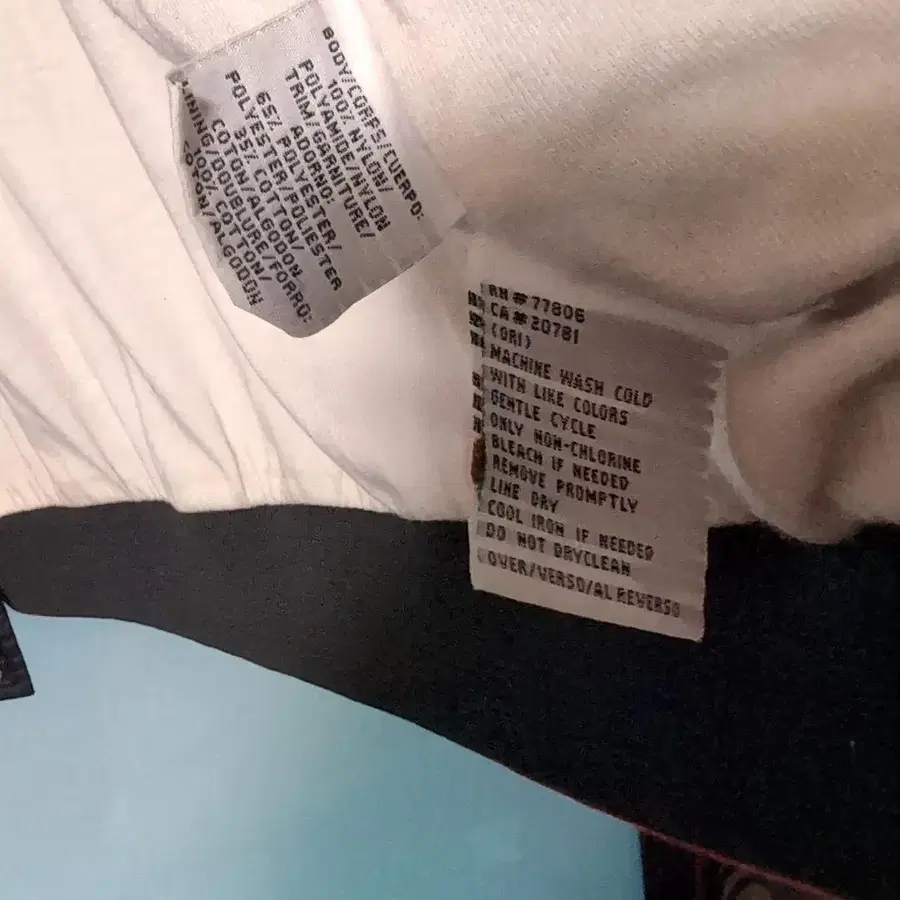 BODY/CORPS/CUERPO:
100% NYLON/
POLYAMIDE/NYLON
TRIM/GARNITURE/
ADORNO:
65% POLYESTER/
POLYESTER/POLIESTER
35% COTTON/
COTON/ALGODON
LINING/DOUBLURE/FORRO:
100% COTTON/
COTON/ALGODON
RN # 77806
CA # 20781
(ORI)
MACHINE WASH COLD
WITH LIKE COLORS
GENTLE CYCLE
ONLY NON-CHLORINE
BLEACH IF NEEDED
REMOVE PROMPTLY
LINE DRY
COOL IRON IF NEEDED
DO NOT DRYCLEAN
OVER/VERSO/AL REVERSO